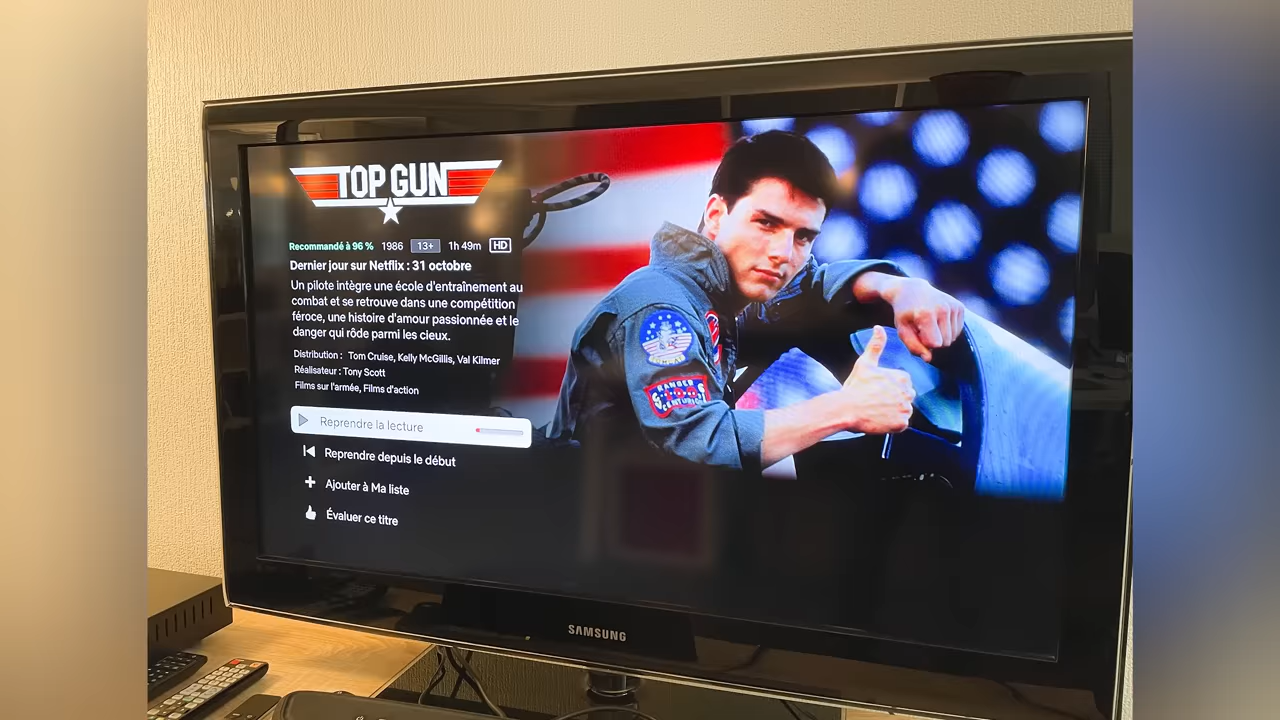 TOP GUN
Recommandé à 96 % 1986 13+ 1h 49m HD
Dernier jour sur Netflix : 31 octobre
Un pilote intègre une école d'entraînement au
combat et se retrouve dans une compétition
féroce, une histoire d'amour passionnée et le
danger qui rôde parmi les cieux.
Distribution : Tom Cruise, Kelly McGillis, Val Kilmer
Réalisateur : Tony Scott
Films sur l'armée, Films d'action
Reprendre la lecture
Reprendre depuis le début
Ajouter à Ma liste
Évaluer ce titre
RANGER
CENTURION
SAMSUNG